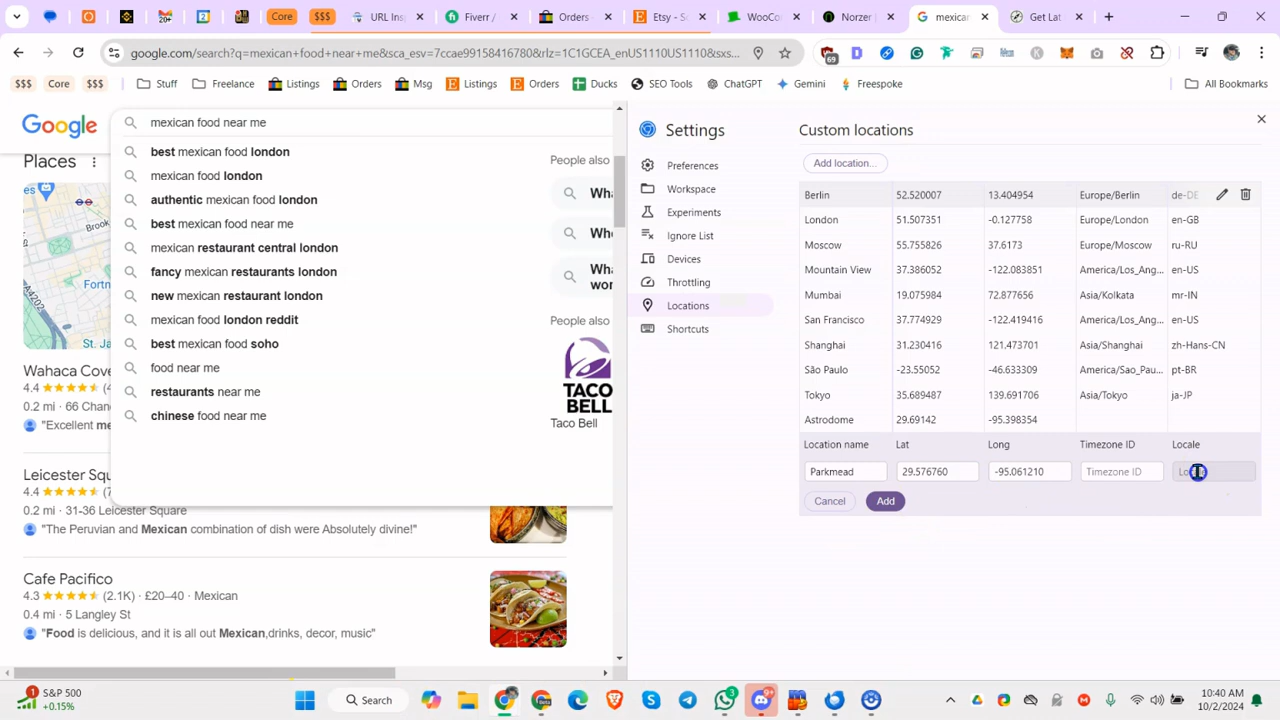 Core
$$$
URL Ins
Fiverr /
Orders -
Etsy - S
WooCo
Norzer
mexican
Get Lat
google.com/search?q=mexican+food+near+me&sca_esv=7ccae99158416780&rlz=1C1GCEA_enUS1110US1110&sxs...
69
$$$
Core
$$$
Stuff
Freelance
Listings
Orders
Msg
Listings
Orders
Ducks
SEO Tools
ChatGPT
Gemini
Freespoke
All Bookmarks
Google
mexican food near me
Places
best mexican food london
mexican food london
authentic mexican food london
best mexican food near me
mexican restaurant central london
fancy mexican restaurants london
new mexican restaurant london
mexican food london reddit
best mexican food soho
food near me
restaurants near me
chinese food near me
People also
Wha
Whe
Wha
wor
People also
TACO
BELL
Taco Bell
Brook
Fortn
A4202
St. Ja
Wahaca Cove
4.4
0.2 mi · 66 Chan
"Excellent me
Leicester Squ
4.4
0.2 mi · 31-36 Leicester Square
"The Peruvian and Mexican combination of dish were Absolutely divine!"
Cafe Pacifico
4.3 (2.1K) · £20–40 · Mexican
0.4 mi · 5 Langley St
"Food is delicious, and it is all out Mexican,drinks, decor, music"
Settings
Preferences
Workspace
Experiments
Ignore List
Devices
Throttling
Locations
Shortcuts
Custom locations
Add location...
Berlin 52.520007 13.404954 Europe/Berlin de-DE
London 51.507351 -0.127758 Europe/London en-GB
Moscow 55.755826 37.6173 Europe/Moscow ru-RU
Mountain View 37.386052 -122.083851 America/Los_Ang... en-US
Mumbai 19.075984 72.877656 Asia/Kolkata mr-IN
San Francisco 37.774929 -122.419416 America/Los_Ang... en-US
Shanghai 31.230416 121.473701 Asia/Shanghai zh-Hans-CN
São Paulo -23.55052 -46.633309 America/Sao_Pau... pt-BR
Tokyo 35.689487 139.691706 Asia/Tokyo ja-JP
Astrodome 29.69142 -95.398354
Location name Lat Long Timezone ID Locale
Parkmead 29.576760 -95.061210 Timezone ID
Cancel
Add
S&P 500
+0.15%
Search
3
9+
10:40 AM
10/2/2024